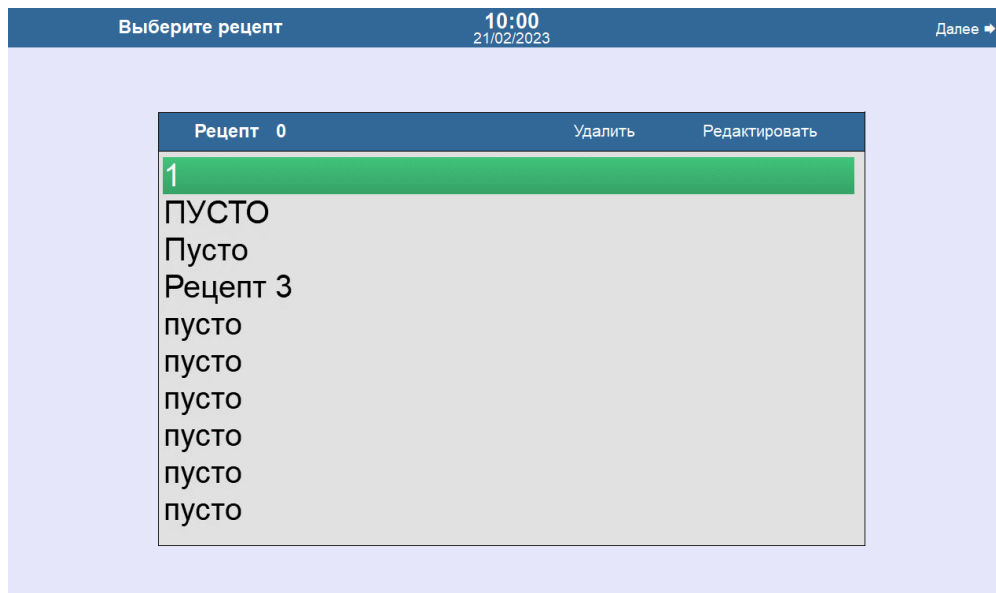 Выберите рецепт
10:00
21/02/2023
Далее ➡
Рецепт 0
Удалить
Редактировать
1
ПУСТО
Пусто
Рецепт 3
пусто
пусто
пусто
пусто
пусто
пусто